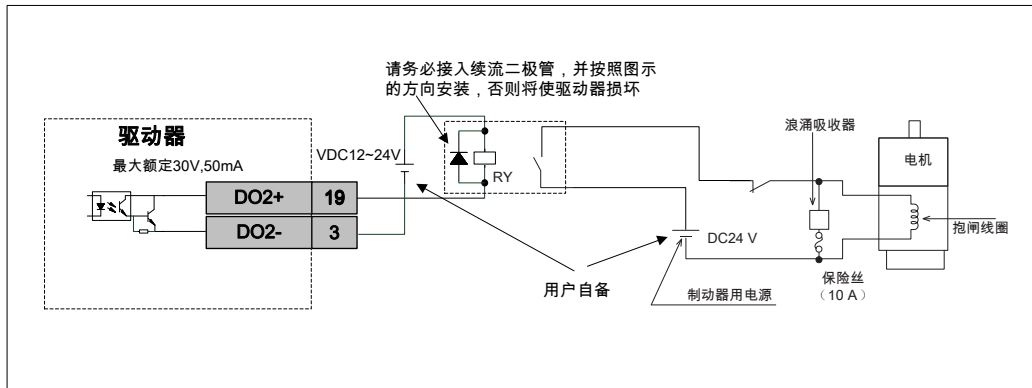 请务必接入续流二极管，并按照图示
的方向安装，否则将使驱动器损坏
浪涌吸收器
驱动器
最大额定30V,50mA
VDC12~24V
RY
电机
DO2+ 19
DO2- 3
DC24 V
抱闸线圈
用户自备
制动器用电源
保险丝
（10 A）